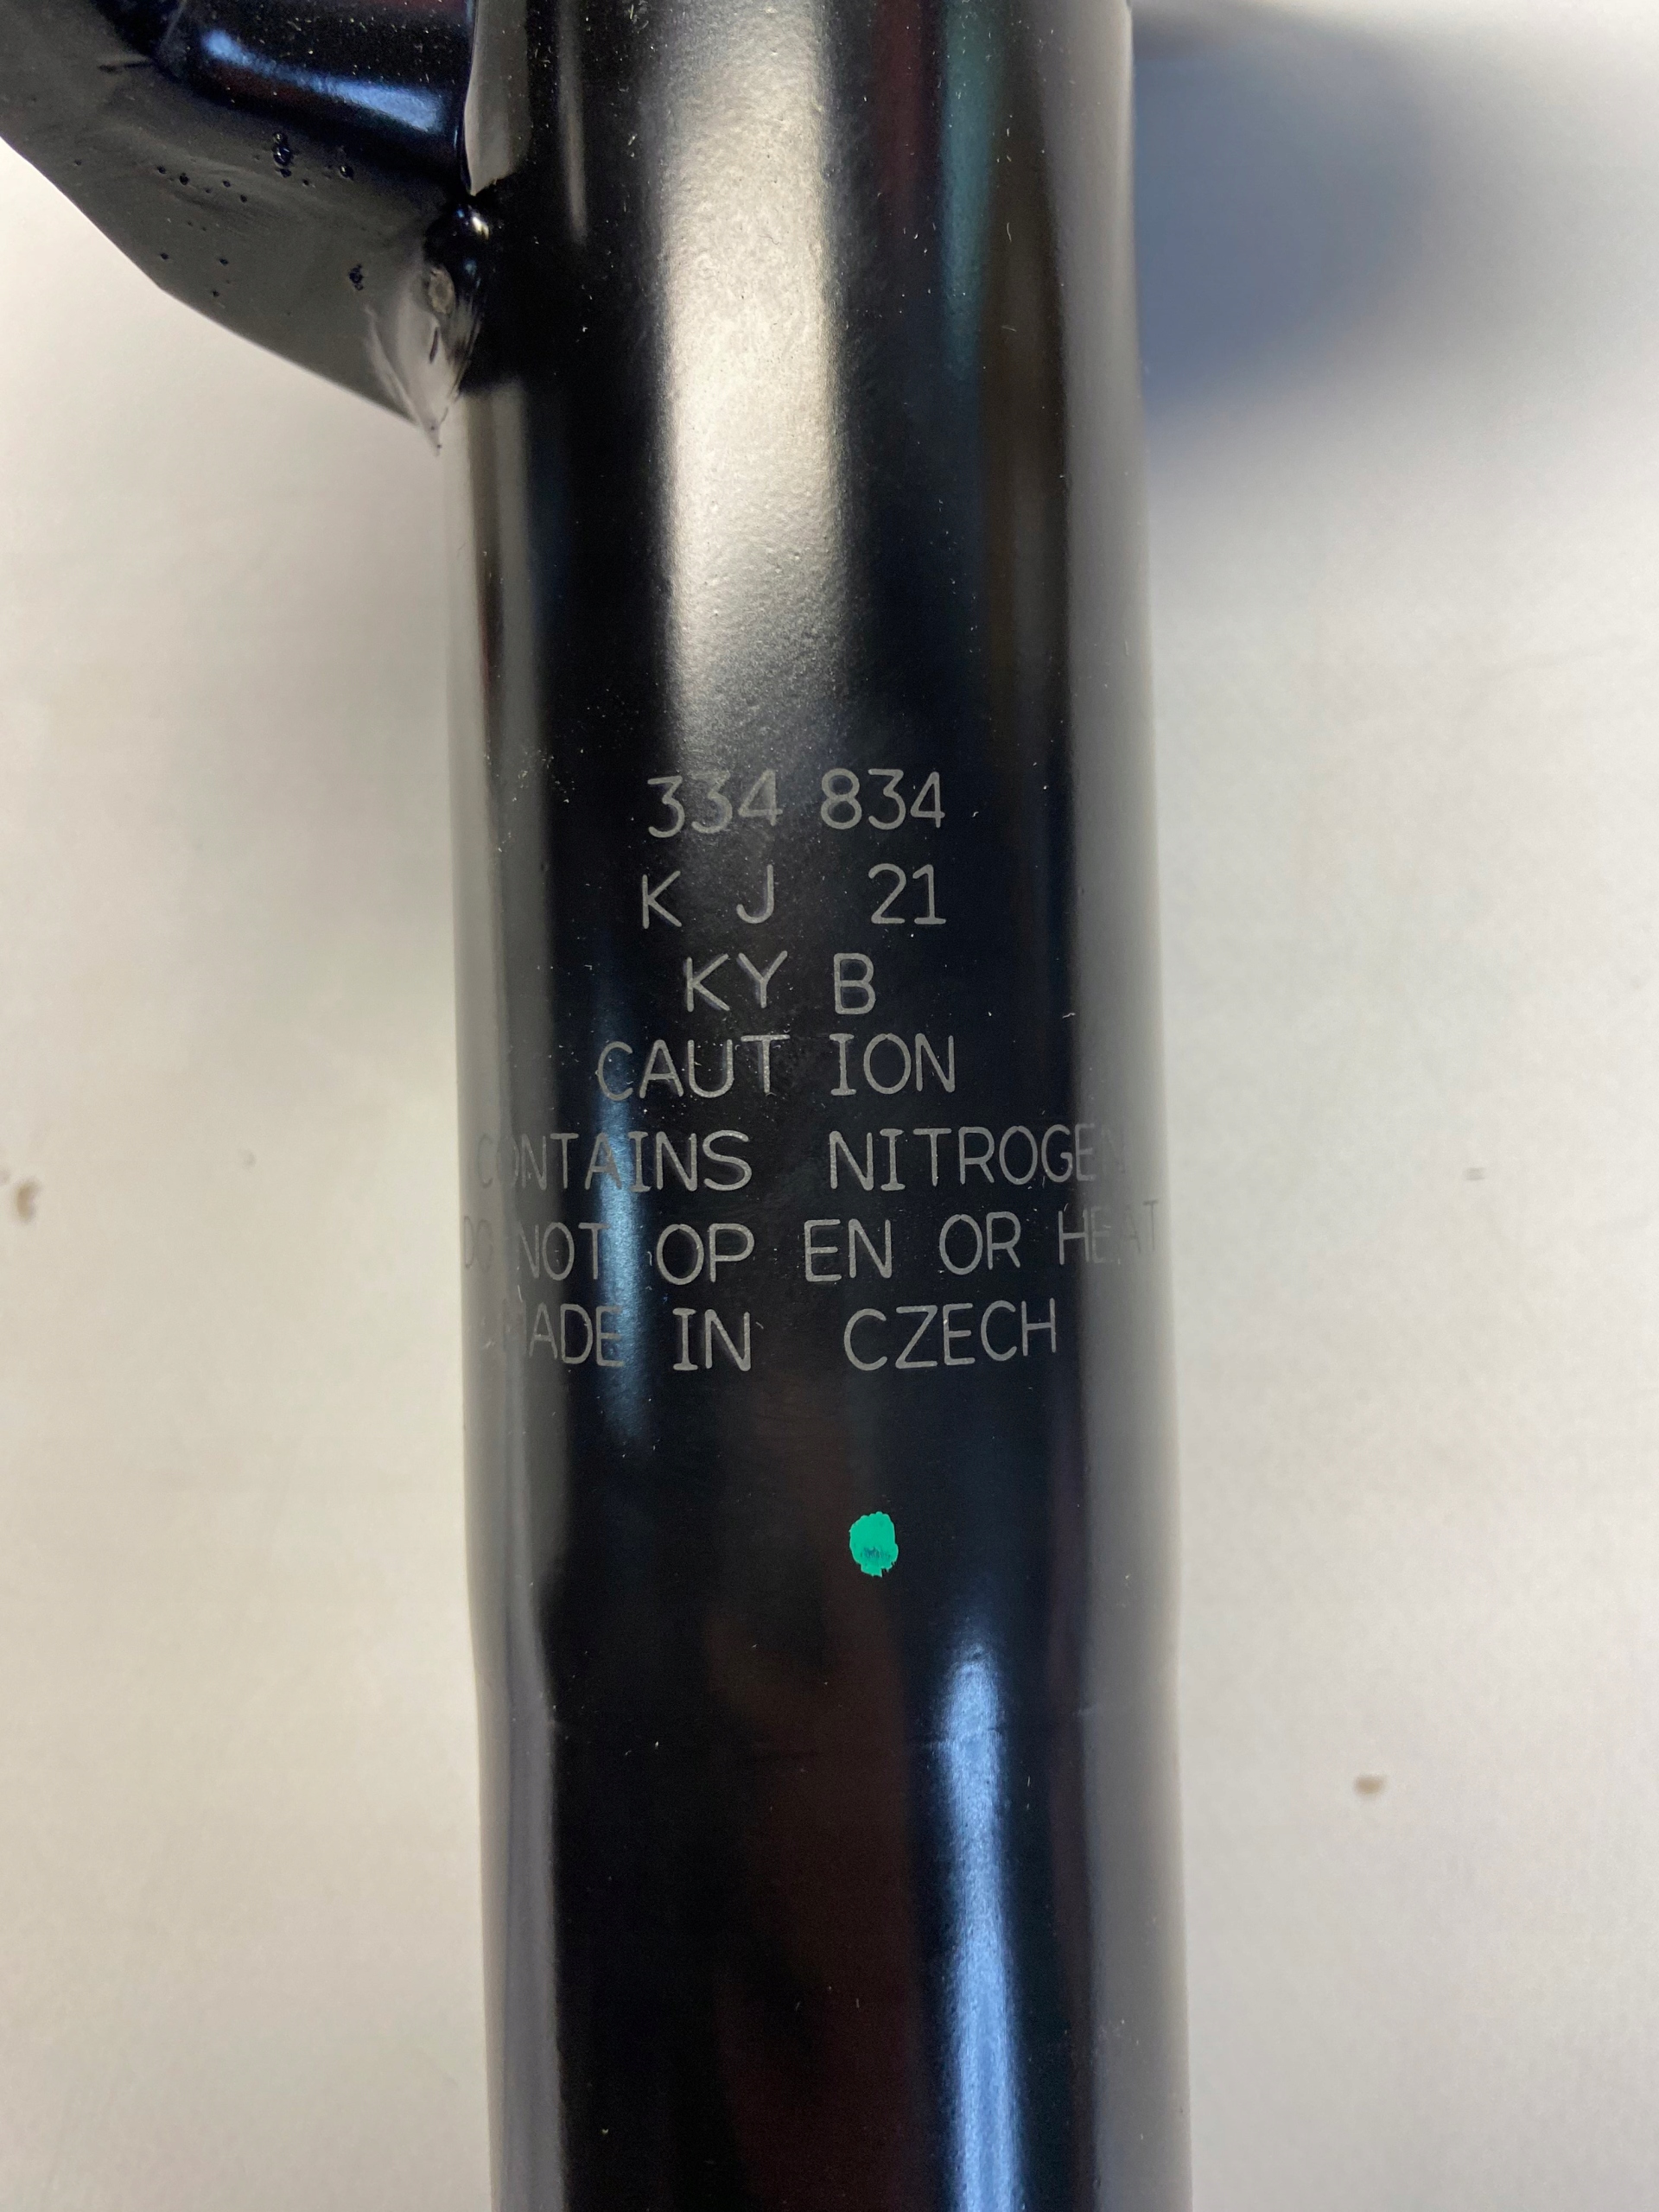 334 834
K J 21
KY B
CAUT ION
CONTAINS NITROGEN
DO NOT OP EN OR HEAT
MADE IN CZECH